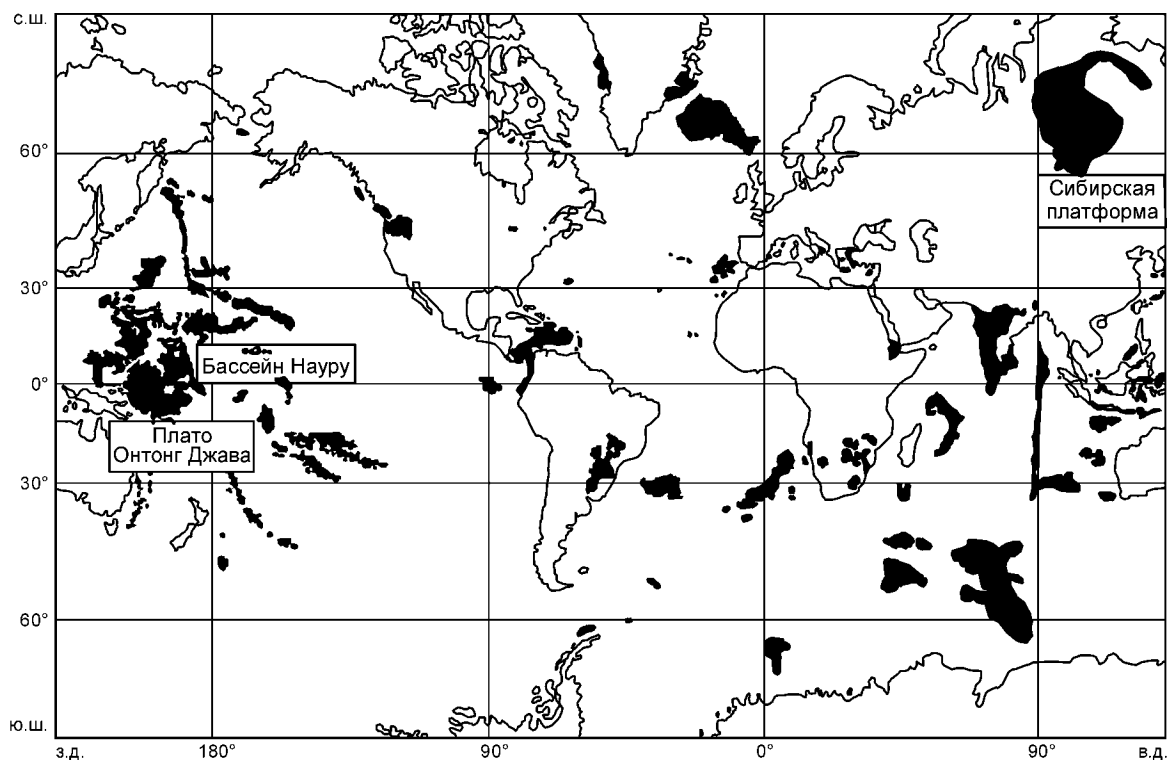 с.ш.
60°
Сибирская
платформа
30°
Бассейн Науру
0°
Плато
Онтонг Джава
30°
60°
ю.ш.
з.д.
180°
90°
0°
90°
в.д.